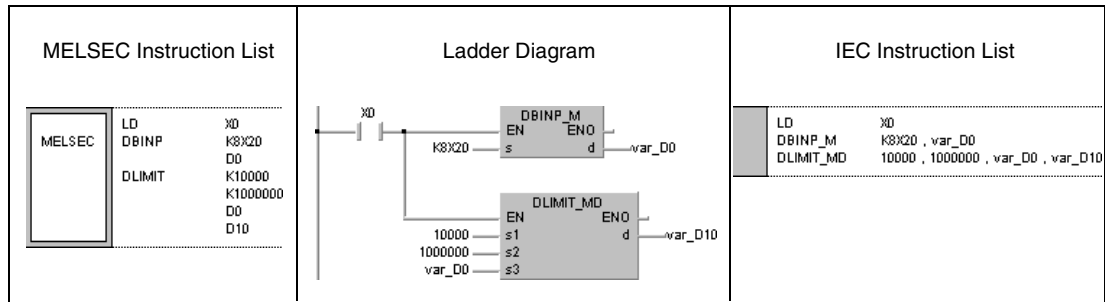 MELSEC Instruction List
MELSEC
LD X0
DBINP K8X20
D0
DLIMIT K10000
K1000000
D0
D10
Ladder Diagram
X0
DBINP_M
EN ENO
K8X20 s d var_D0
DLIMIT_MD
EN ENO
10000 s1 d var_D10
1000000 s2
var_D0 s3
IEC Instruction List
LD X0
DBINP_M K8X20 , var_D0
DLIMIT_MD 10000 , 1000000 , var_D0 , var_D10